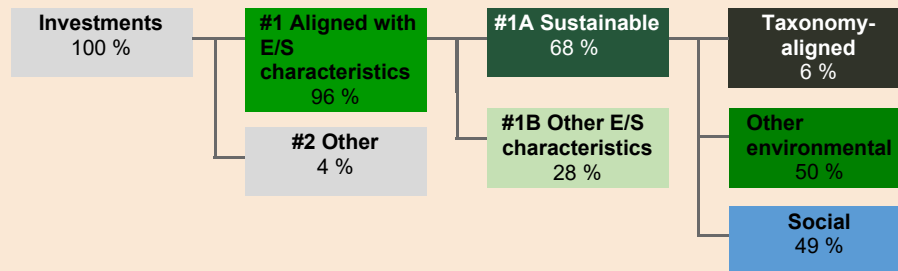 Investments
100 %
#1 Aligned with
E/S
characteristics
96 %
#2 Other
4 %
#1A Sustainable
68 %
#1B Other E/S
characteristics
28 %
Taxonomy-
aligned
6 %
Other
environmental
50 %
Social
49 %